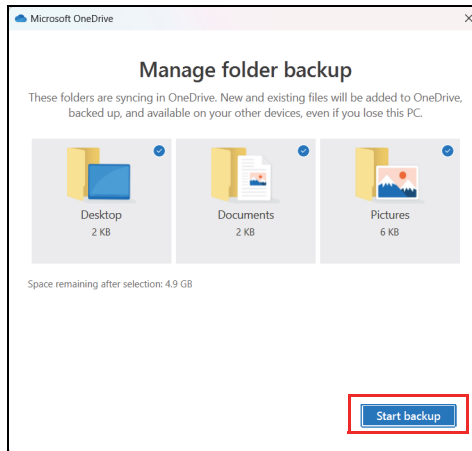 Microsoft OneDrive
Manage folder backup
These folders are syncing in OneDrive. New and existing files will be added to OneDrive,
backed up, and available on your other devices, even if you lose this PC.
Desktop
2 KB
Documents
2 KB
Pictures
6 KB
Space remaining after selection: 4.9 GB
Start backup